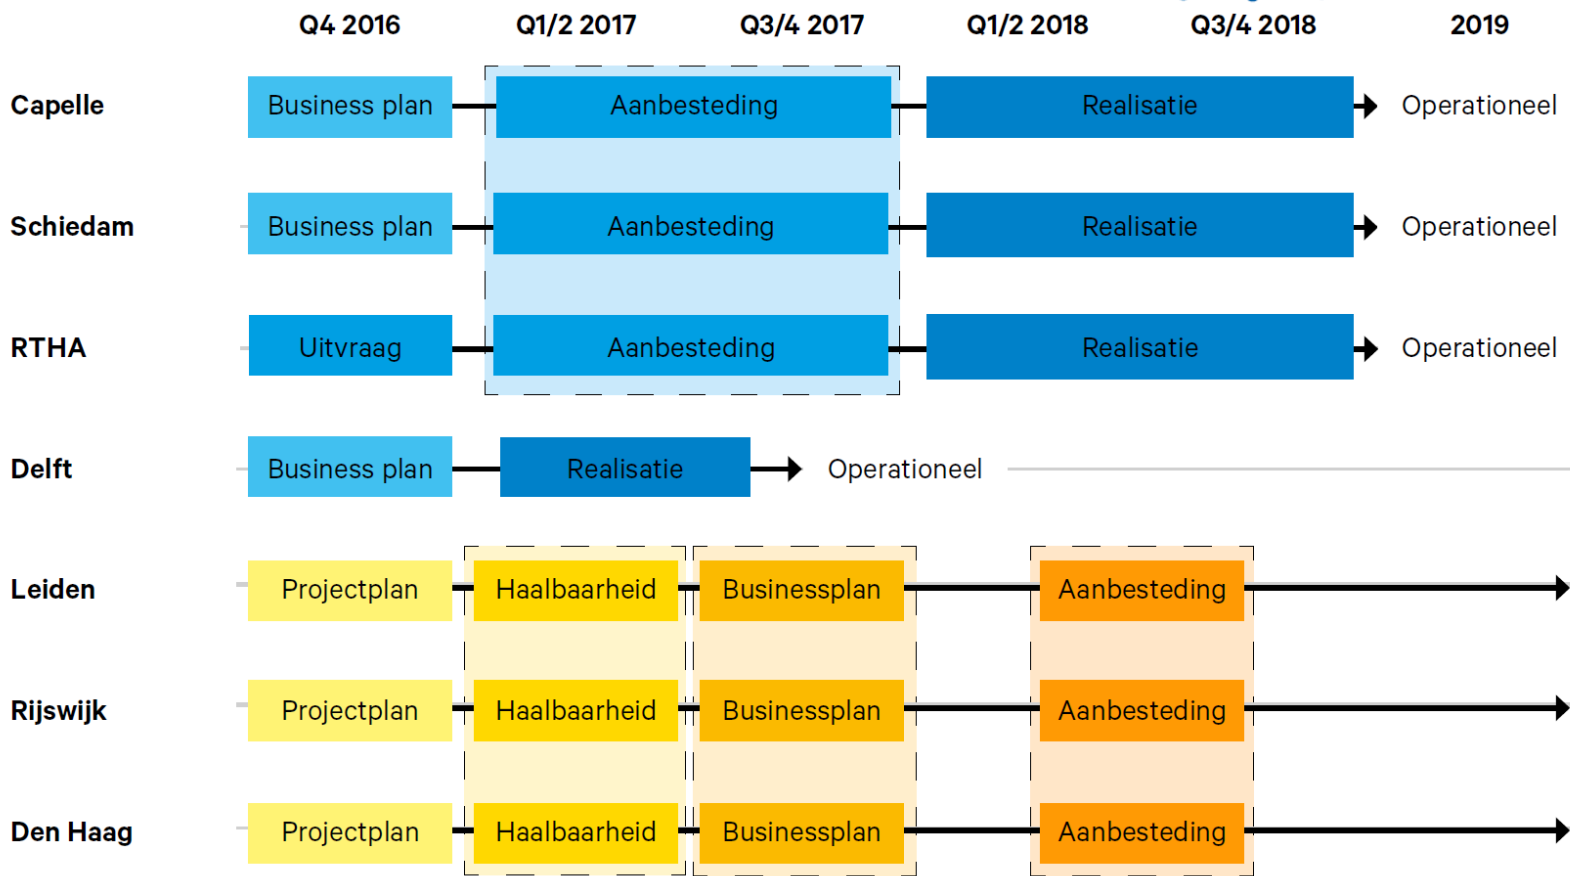 Q4 2016 Q1/2 2017 Q3/4 2017 Q1/2 2018 Q3/4 2018 2019
Capelle Business plan Aanbesteding Realisatie Operationeel
Schiedam Business plan Aanbesteding Realisatie Operationeel
RTHA Uitvraag Aanbesteding Realisatie Operationeel
Delft Business plan Realisatie Operationeel
Leiden Projectplan Haalbaarheid Businessplan Aanbesteding
Rijswijk Projectplan Haalbaarheid Businessplan Aanbesteding
Den Haag Projectplan Haalbaarheid Businessplan Aanbesteding